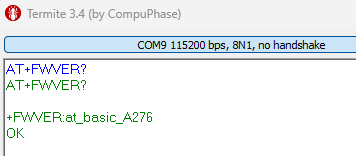 Termite 3.4 (by CompuPhase)
COM9 115200 bps, 8N1, no handshake
AT+FWVER?
AT+FWVER?
+FWVER:at_basic_A276
OK